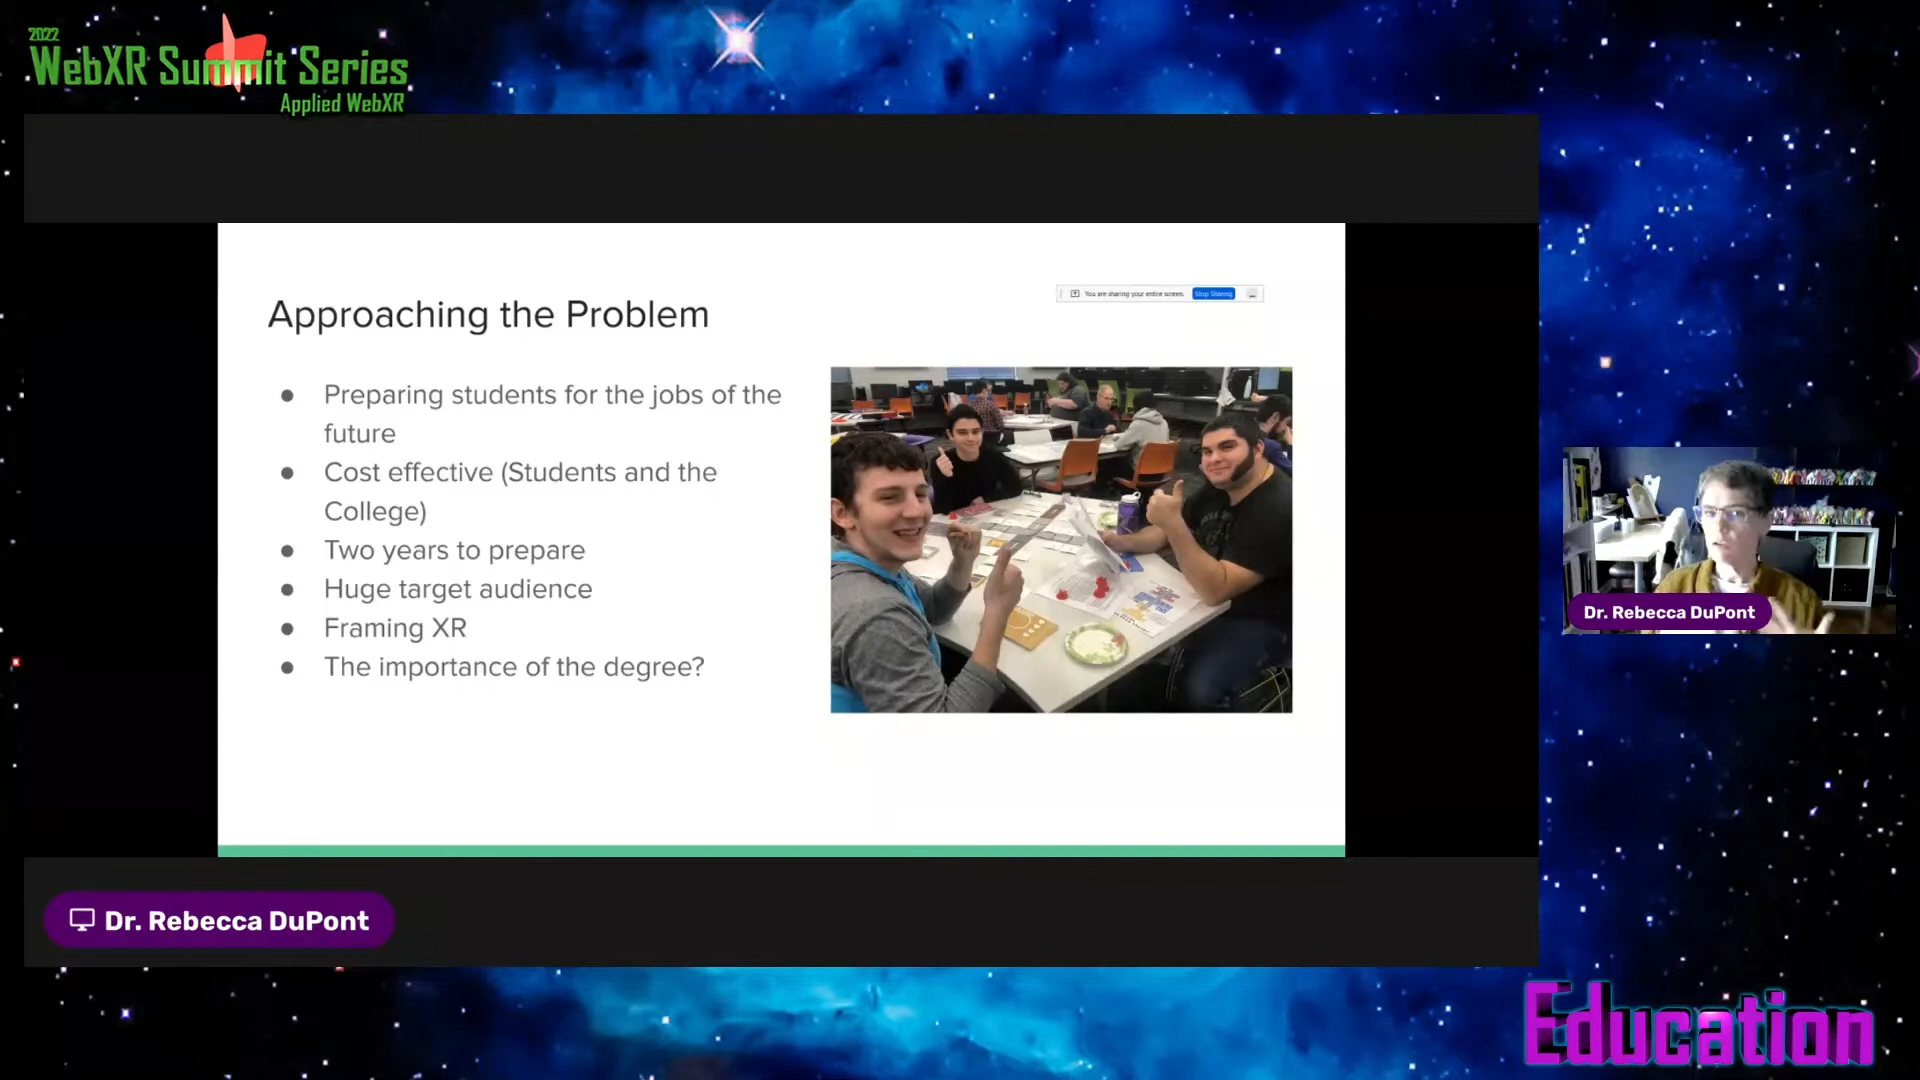 2022
WebXR Summit Series
Applied WebXR
You are sharing your entire screen.
Stop Sharing
Approaching the Problem
● Preparing students for the jobs of the
future
● Cost effective (Students and the
College)
● Two years to prepare
● Huge target audience
● Framing XR
● The importance of the degree?
Dr. Rebecca DuPont
Dr. Rebecca DuPont
Education